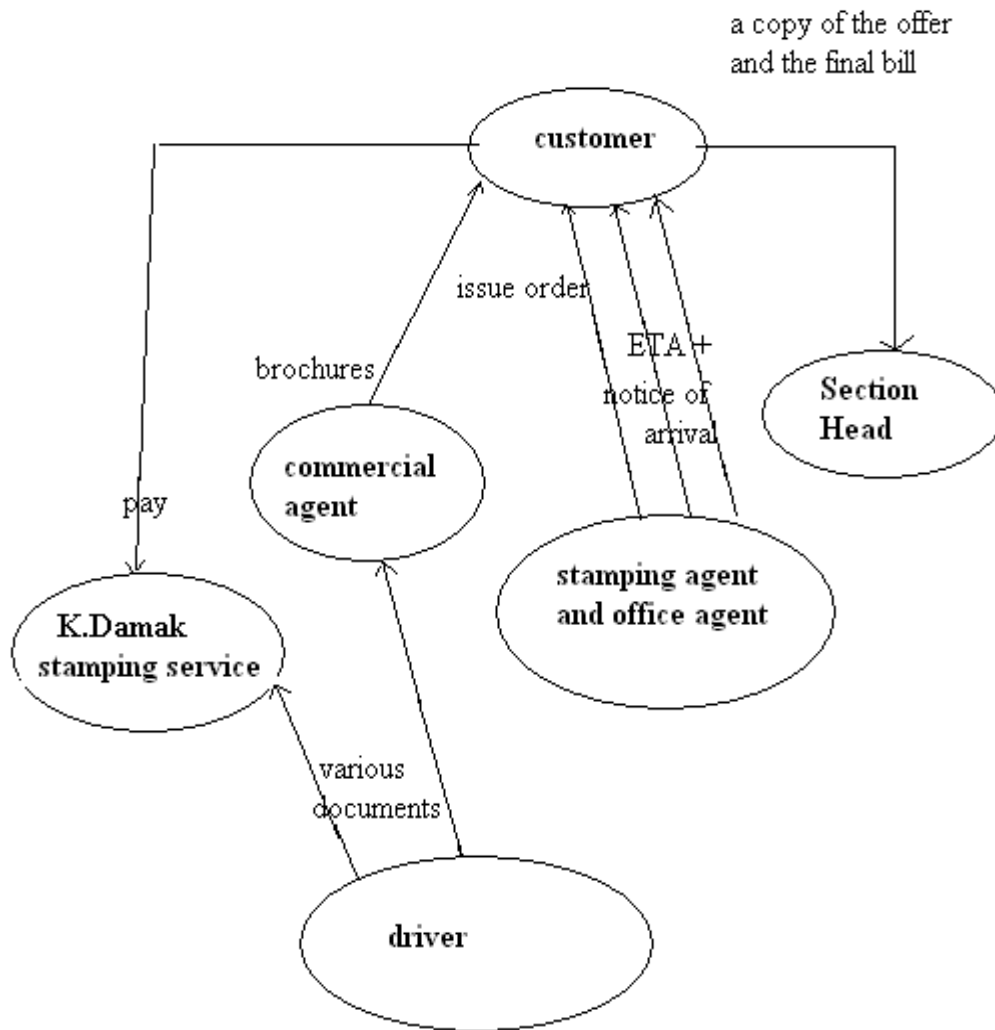 a copy of the offer
and the final bill
customer
issue order
ETA +
notice of
arrival
brochures
Section
Head
commercial
agent
pay
stamping agent
and office agent
K.Damak
stamping service
various
documents
driver